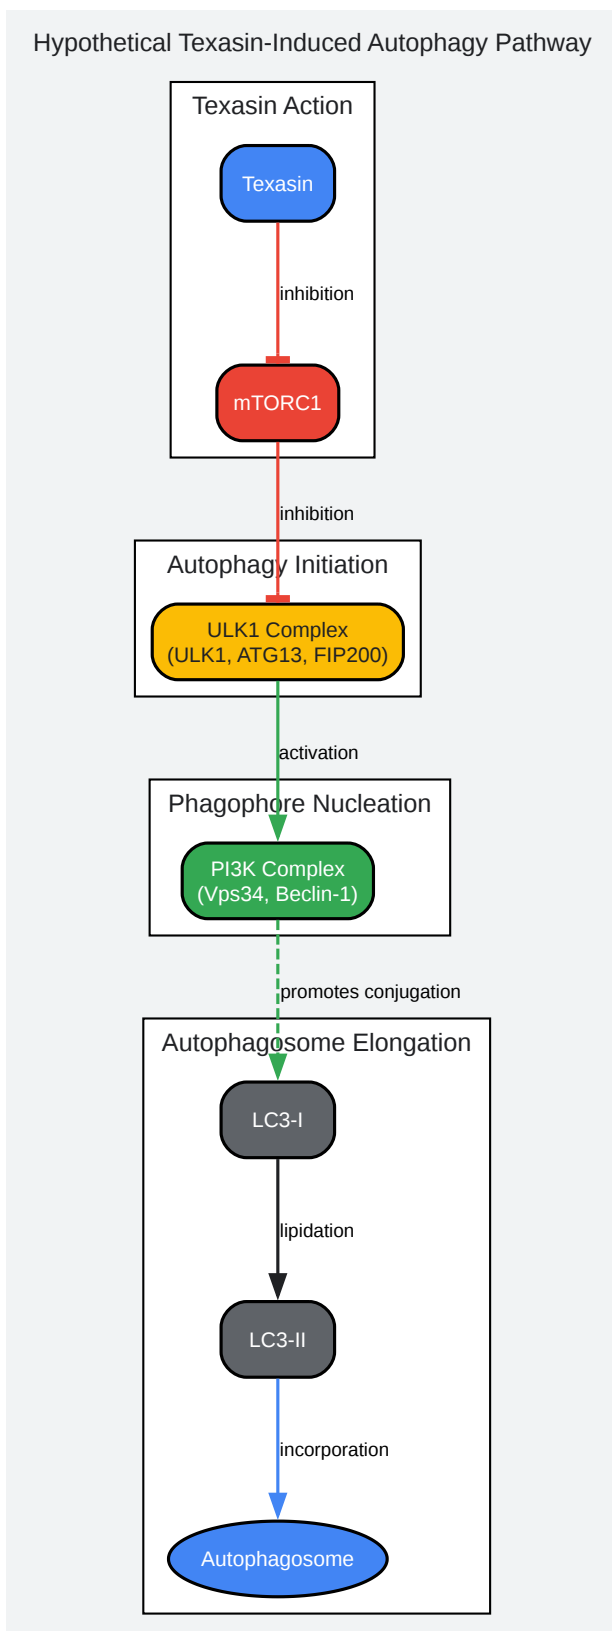 Hypothetical Texasin-Induced Autophagy Pathway
Texasin Action
Texasin
inhibition
mTORC1
inhibition
Autophagy Initiation
ULK1 Complex
(ULK1, ATG13, FIP200)
activation
Phagophore Nucleation
PI3K Complex
(Vps34, Beclin-1)
promotes conjugation
Autophagosome Elongation
LC3-I
lipidation
LC3-II
incorporation
Autophagosome